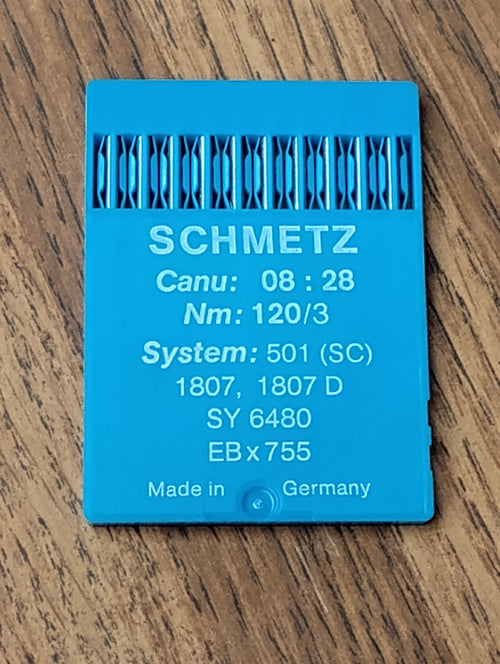 SCHMETZ
Canu: 08 : 28
Nm: 120/3
System: 501 (SC)
1807, 1807 D
SY 6480
EB x 755
Made in Germany